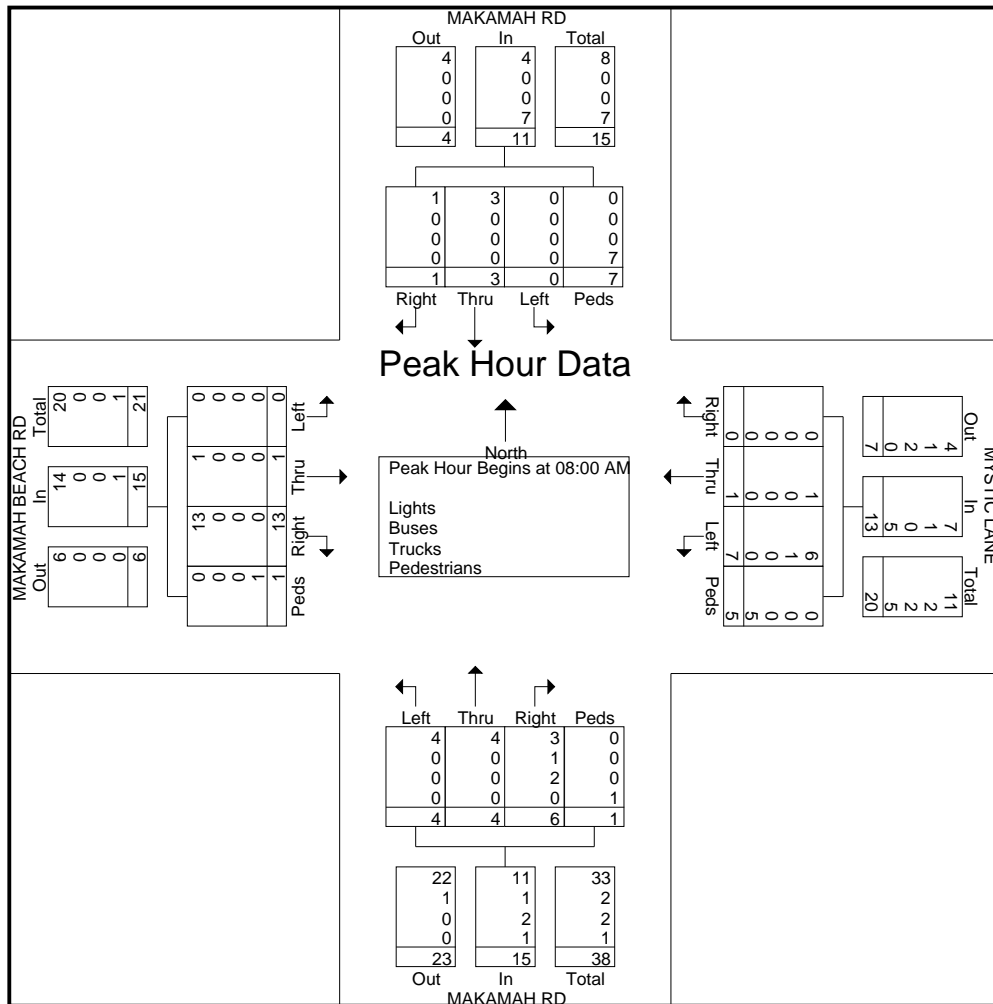 MAKAMAH RD
Out In Total
4 4 8
0 0 0
0 0 0
0 7 7
4 11 15
1 3 0 0
0 0 0 0
0 0 0 0
0 0 0 7
1 3 0 7
Right Thru Left Peds
Peak Hour Data
North
Peak Hour Begins at 08:00 AM
Lights
Buses
Trucks
Pedestrians
MAKAMAH BEACH RD
Total
20 0 0 1 21
In
14 0 0 1 15
Out
6 0 0 0 6
Left
0 0 0 0 0
Thru
1 0 0 0 1
Right
13 0 0 0 13
Peds
0 0 0 1 1
Right
0 0 0 0 0
Thru
1 0 0 0 1
Left
6 1 0 0 7
Peds
0 0 0 5 5
MYSTIC LANE
Out
4 1 2 0 7
In
7 1 0 5 13
Total
11 2 2 5 20
Left Thru Right Peds
4 4 3 0
0 0 1 0
0 0 2 0
0 0 0 1
4 4 6 1
22 11 33
1 1 2
0 2 2
0 1 1
23 15 38
Out In Total
MAKAMAH RD